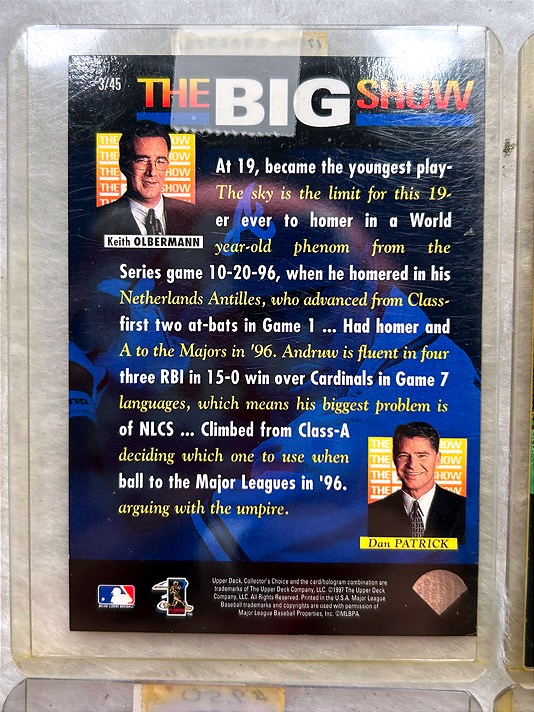 3/45
THE BIG SHOW
At 19, became the youngest play-
The sky is the limit for this 19-
er ever to homer in a World
year-old phenom from the
Series game 10-20-96, when he homered in his
Netherlands Antilles, who advanced from Class-
first two at-bats in Game 1 ... Had homer and
A to the Majors in '96. Andruw is fluent in four
three RBI in 15-0 win over Cardinals in Game 7
languages, which means his biggest problem is
of NLCS ... Climbed from Class-A
deciding which one to use when
ball to the Major Leagues in '96.
arguing with the umpire.
Keith OLBERMANN
Dan PATRICK
Upper Deck, Collector's Choice and the card/hologram combination are
trademarks of The Upper Deck Company, LLC. ©1997 The Upper Deck
Company, LLC. All Rights Reserved. Printed in the U.S.A. Major League
Baseball trademarks and copyrights are used with permission of
Major League Baseball Properties, Inc. ©MLBPA.